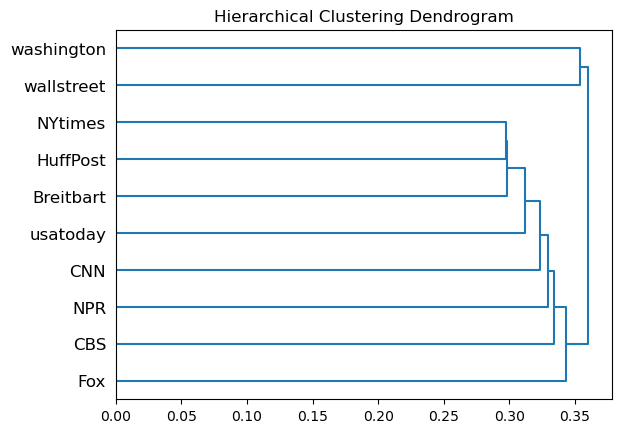 Hierarchical Clustering Dendrogram
washington
wallstreet
NYtimes
HuffPost
Breitbart
usatoday
CNN
NPR
CBS
Fox
0.00 0.05 0.10 0.15 0.20 0.25 0.30 0.35